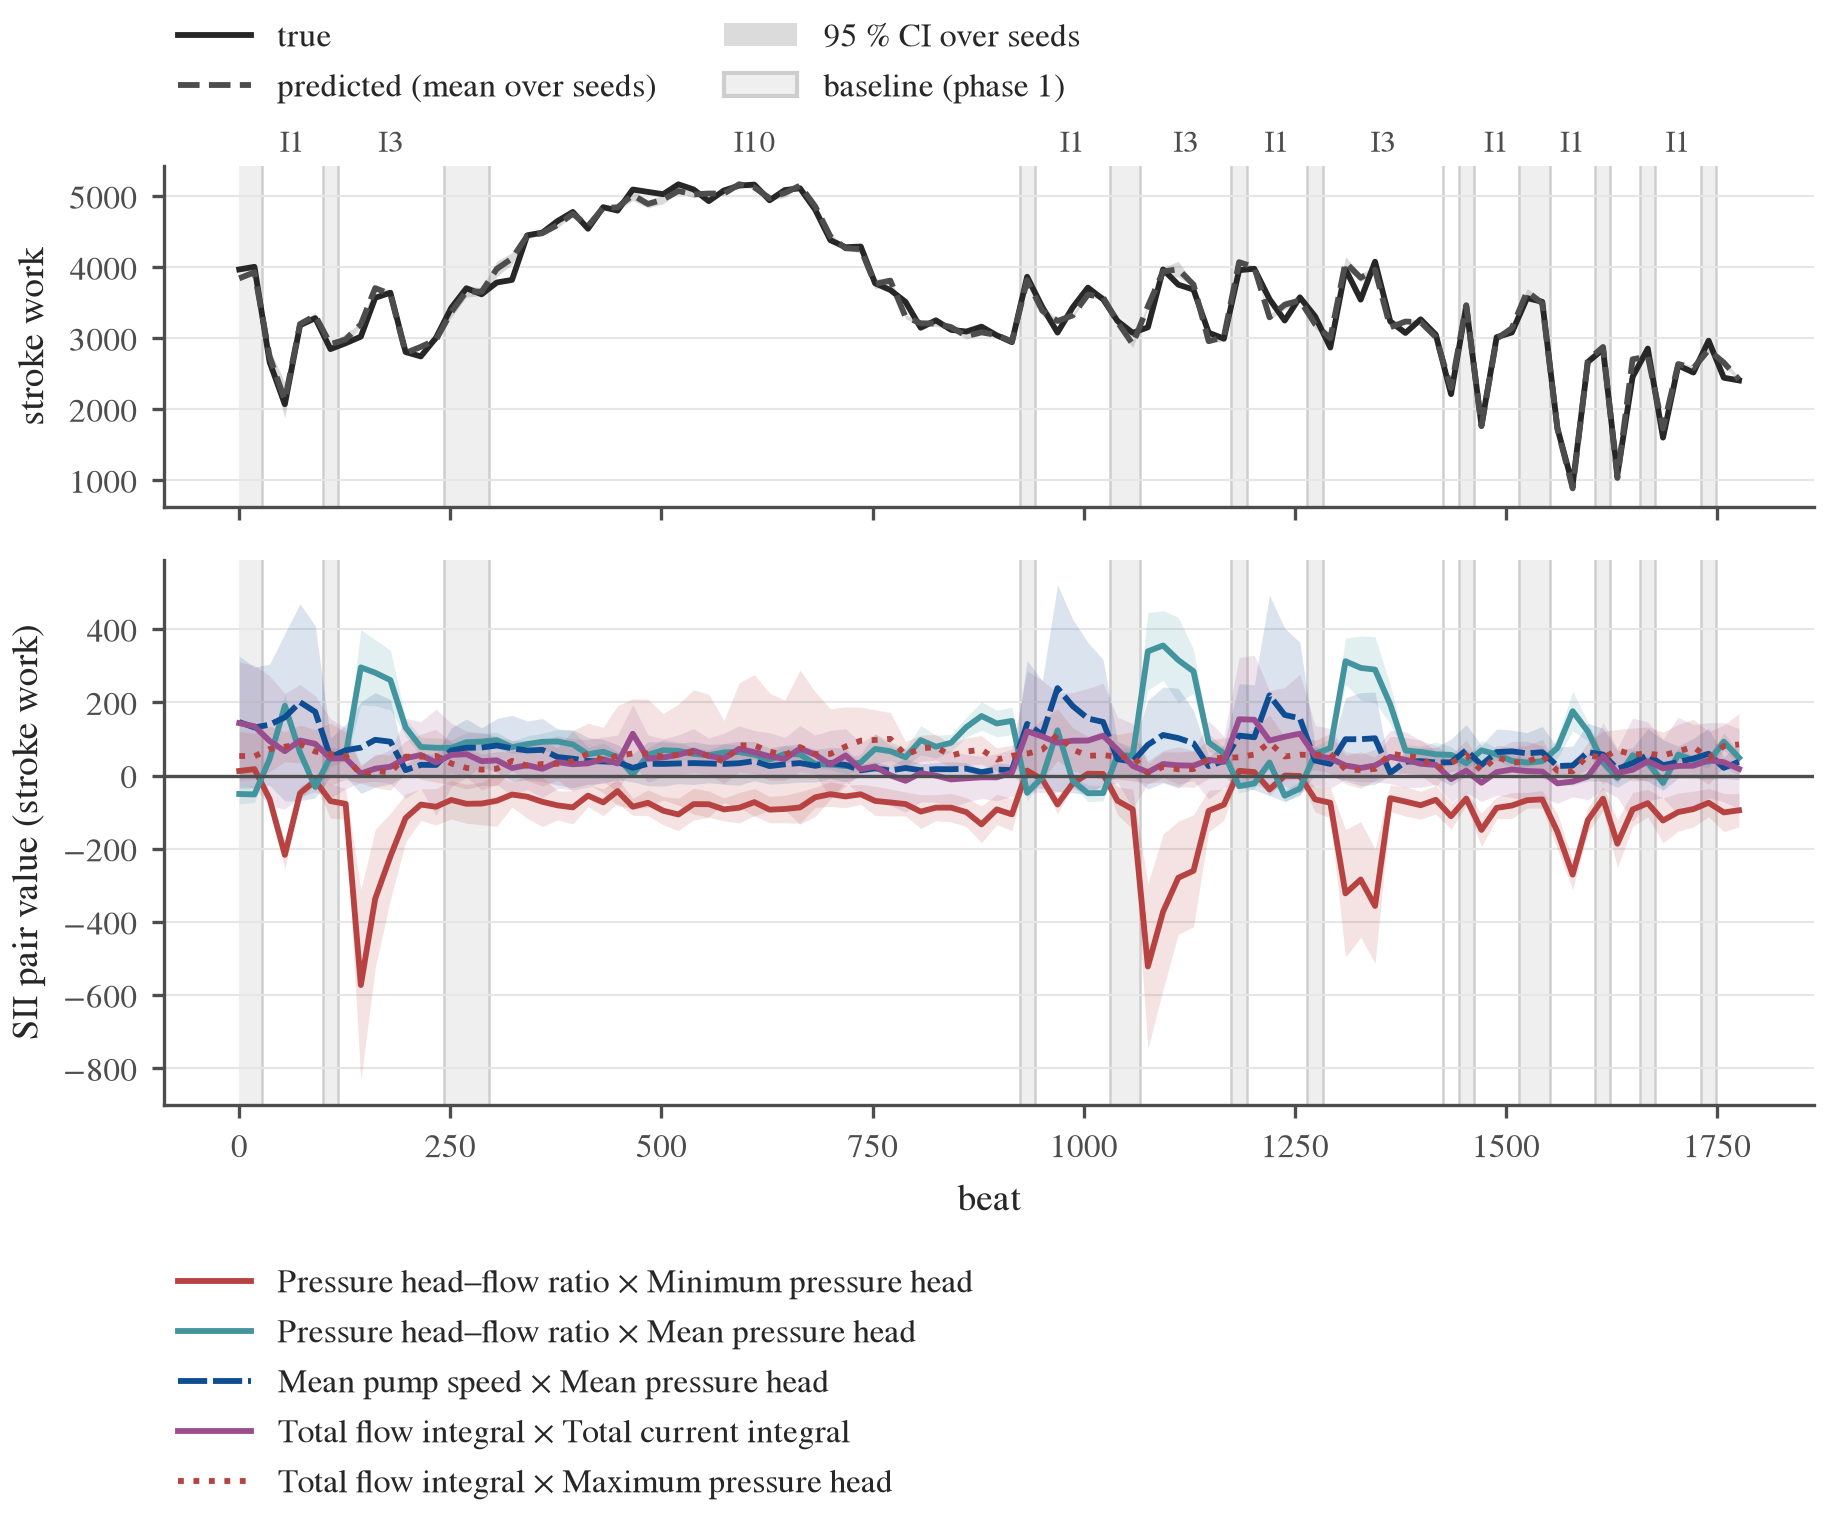 true
95 % CI over seeds
predicted (mean over seeds)
baseline (phase 1)
I1 I3 I10 I1 I3 I1 I3 I1 I1 I1
5000
4000
3000
2000
1000
stroke work
400
200
0
−200
−400
−600
−800
SII pair value (stroke work)
0 250 500 750 1000 1250 1500 1750
beat
Pressure head–flow ratio × Minimum pressure head
Pressure head–flow ratio × Mean pressure head
Mean pump speed × Mean pressure head
Total flow integral × Total current integral
Total flow integral × Maximum pressure head